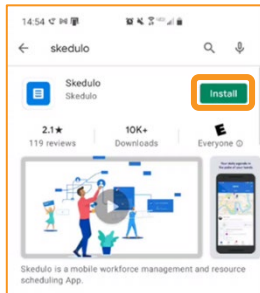 14:54
skedulo
Skedulo
Skedulo
Install
2.1★ 10K+ E
119 reviews Downloads Everyone
Skedulo is a mobile workforce management and resource
scheduling App.